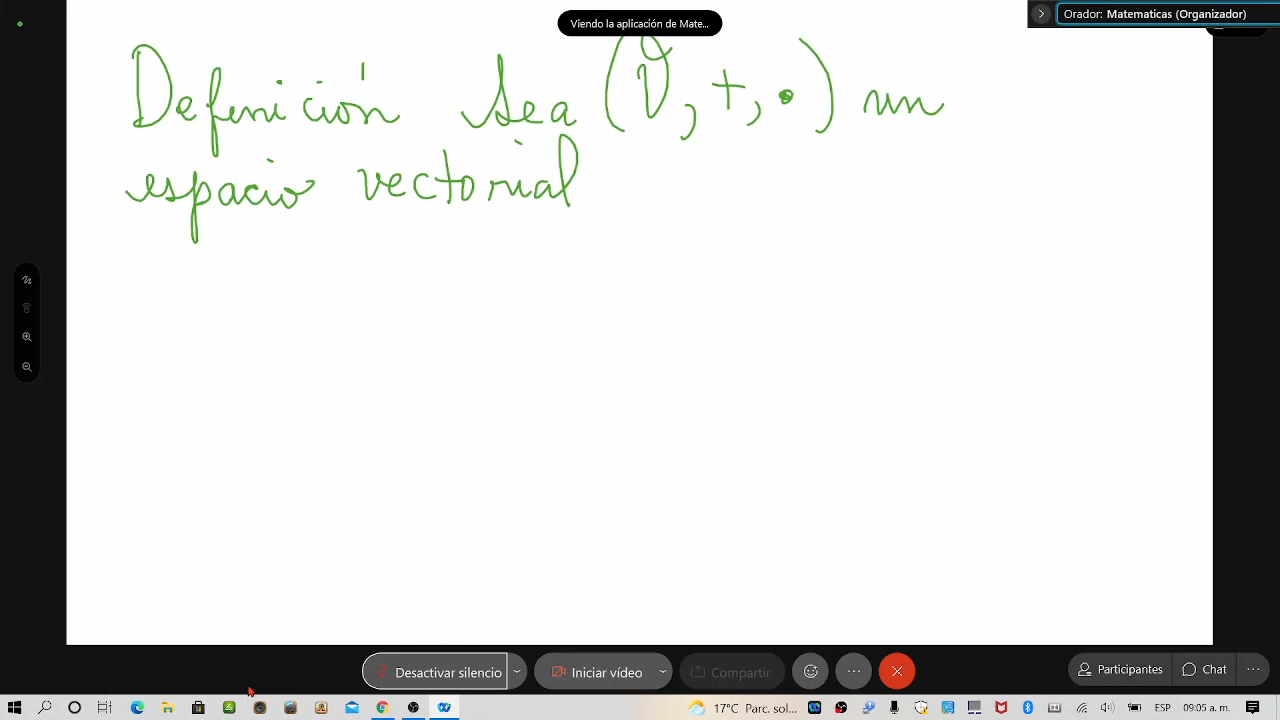 Viendo la aplicación de Mate...
Orador: Matematicas (Organizador)
Definición Sea (V, +, •) un
espacio vectorial
Desactivar silencio
Iniciar vídeo
Compartir
Participantes
Chat
17°C Parc. sol...
ESP
09:05 a. m.